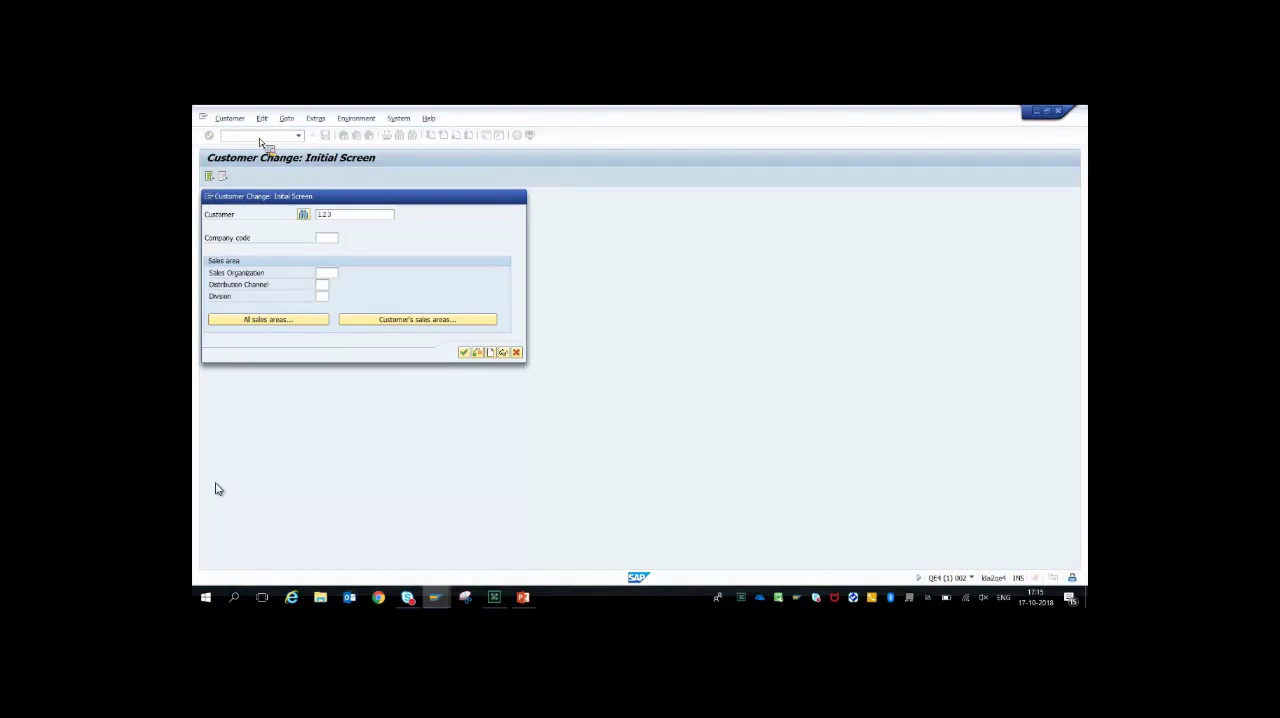 Customer Edit Goto Extras Environment System Help
Customer Change: Initial Screen
Customer Change: Initial Screen
Customer 123
Company code
Sales area
Sales Organization
Distribution Channel
Division
All sales areas... Customer's sales areas...
SAP
QE4 (1) 002 kla2qe4 INS
ENG 17:15
17-10-2018